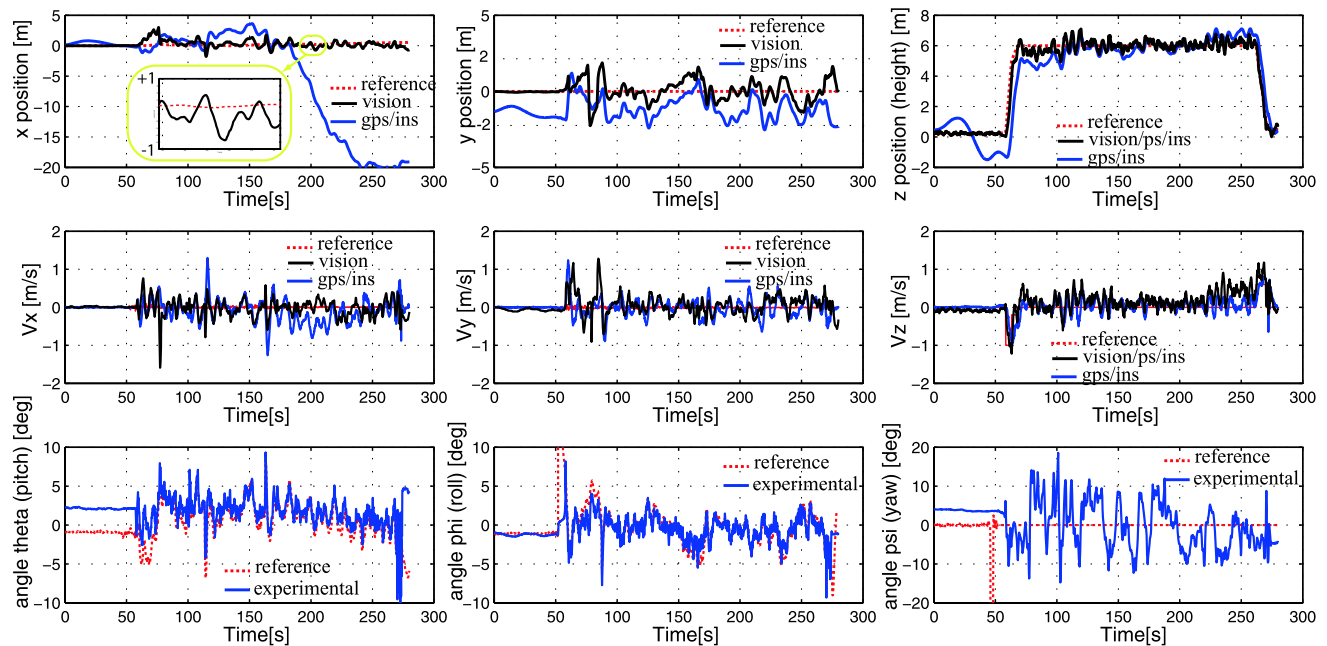 x position [m]
5
0
−5
−10
−15
−20
+1
−1
reference
vision
gps/ins
0 50 100 150 200 250 300
Time[s]
y position [m]
5
2
0
−2
−5
reference
vision
gps/ins
0 50 100 150 200 250 300
Time[s]
z position (height) [m]
8
6
4
2
0
−2
reference
vision/ps/ins
gps/ins
0 50 100 150 200 250 300
Time[s]
Vx [m/s]
2
1
0
−1
−2
reference
vision
gps/ins
0 50 100 150 200 250 300
Time[s]
Vy [m/s]
2
1
0
−1
−2
reference
vision
gps/ins
0 50 100 150 200 250 300
Time[s]
Vz [m/s]
2
1
0
−1
−2
reference
vision/ps/ins
gps/ins
0 50 100 150 200 250 300
Time[s]
angle theta (pitch) [deg]
10
5
0
−5
−10
reference
experimental
0 50 100 150 200 250 300
Time[s]
angle phi (roll) [deg]
10
5
0
−5
−10
reference
experimental
0 50 100 150 200 250 300
Time[s]
angle psi (yaw) [deg]
20
10
0
−10
−20
reference
experimental
0 50 100 150 200 250 300
Time[s]